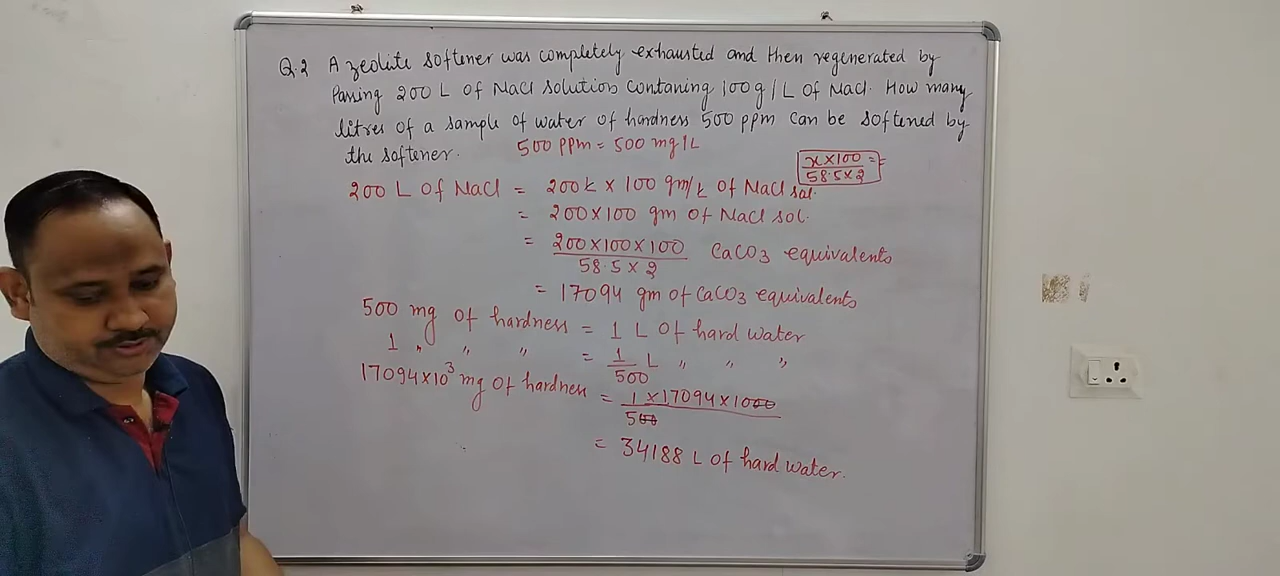 Q.2 A zeolite softener was completely exhausted and then regenerated by
Passing 200 L of NaCl solution contaning 100g/L of NaCl. How many
litres of a sample of water of hardness 500 ppm can be softened by
the softener. 500 ppm = 500 mg/L
x×100 =
58.5×2
200 L of NaCl = 200L × 100 gm/L of NaCl sol.
= 200×100 gm of NaCl sol.
= 200×100×100 CaCO3 equivalents
58.5×2
= 17094 gm of CaCO3 equivalents
500 mg of hardness = 1 L of hard water
1 " " " = 1/500 L " " "
17094×10³ mg of hardness = 1×17094×1000
500
= 34188 L of hard water.